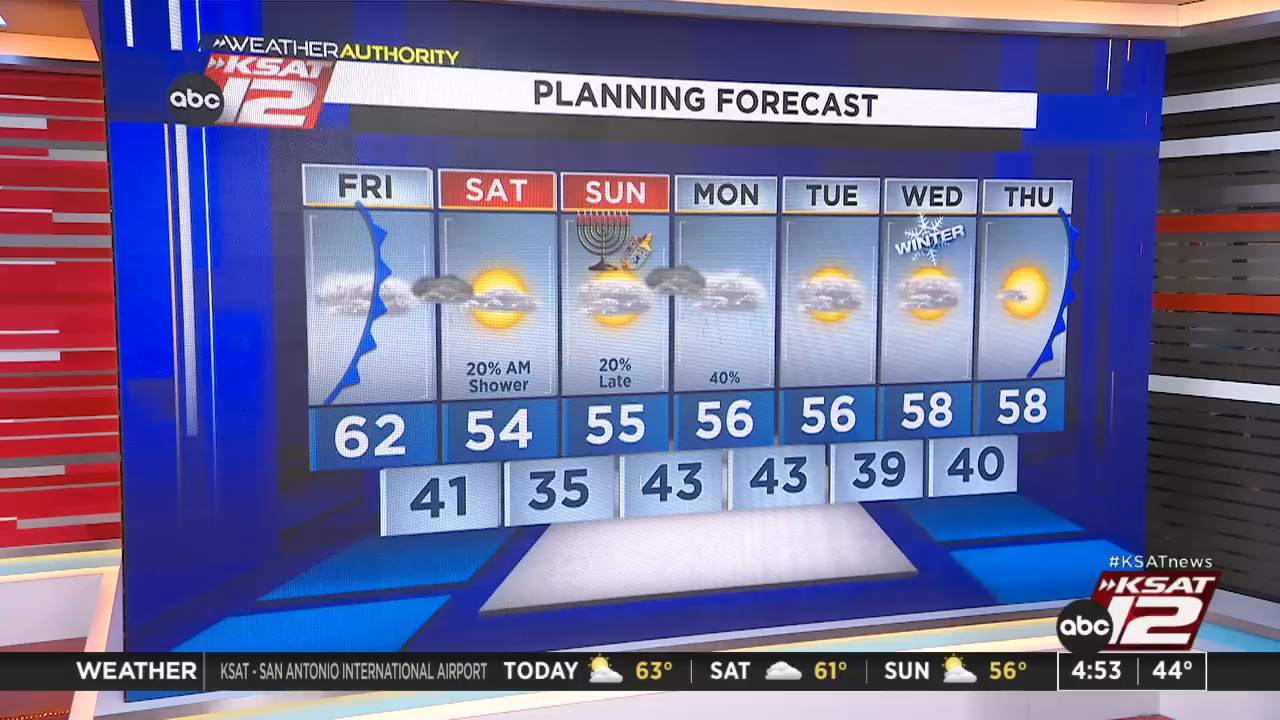 WEATHERAUTHORITY
KSAT
abc 12
PLANNING FORECAST
FRI SAT SUN MON TUE WED THU
WINTER
20% AM
Shower
20%
Late
40%
62 54 55 56 56 58 58
41 35 43 43 39 40
#KSATnews
KSAT
abc 12
WEATHER KSAT - SAN ANTONIO INTERNATIONAL AIRPORT TODAY 63° SAT 61° SUN 56° 4:53 44°